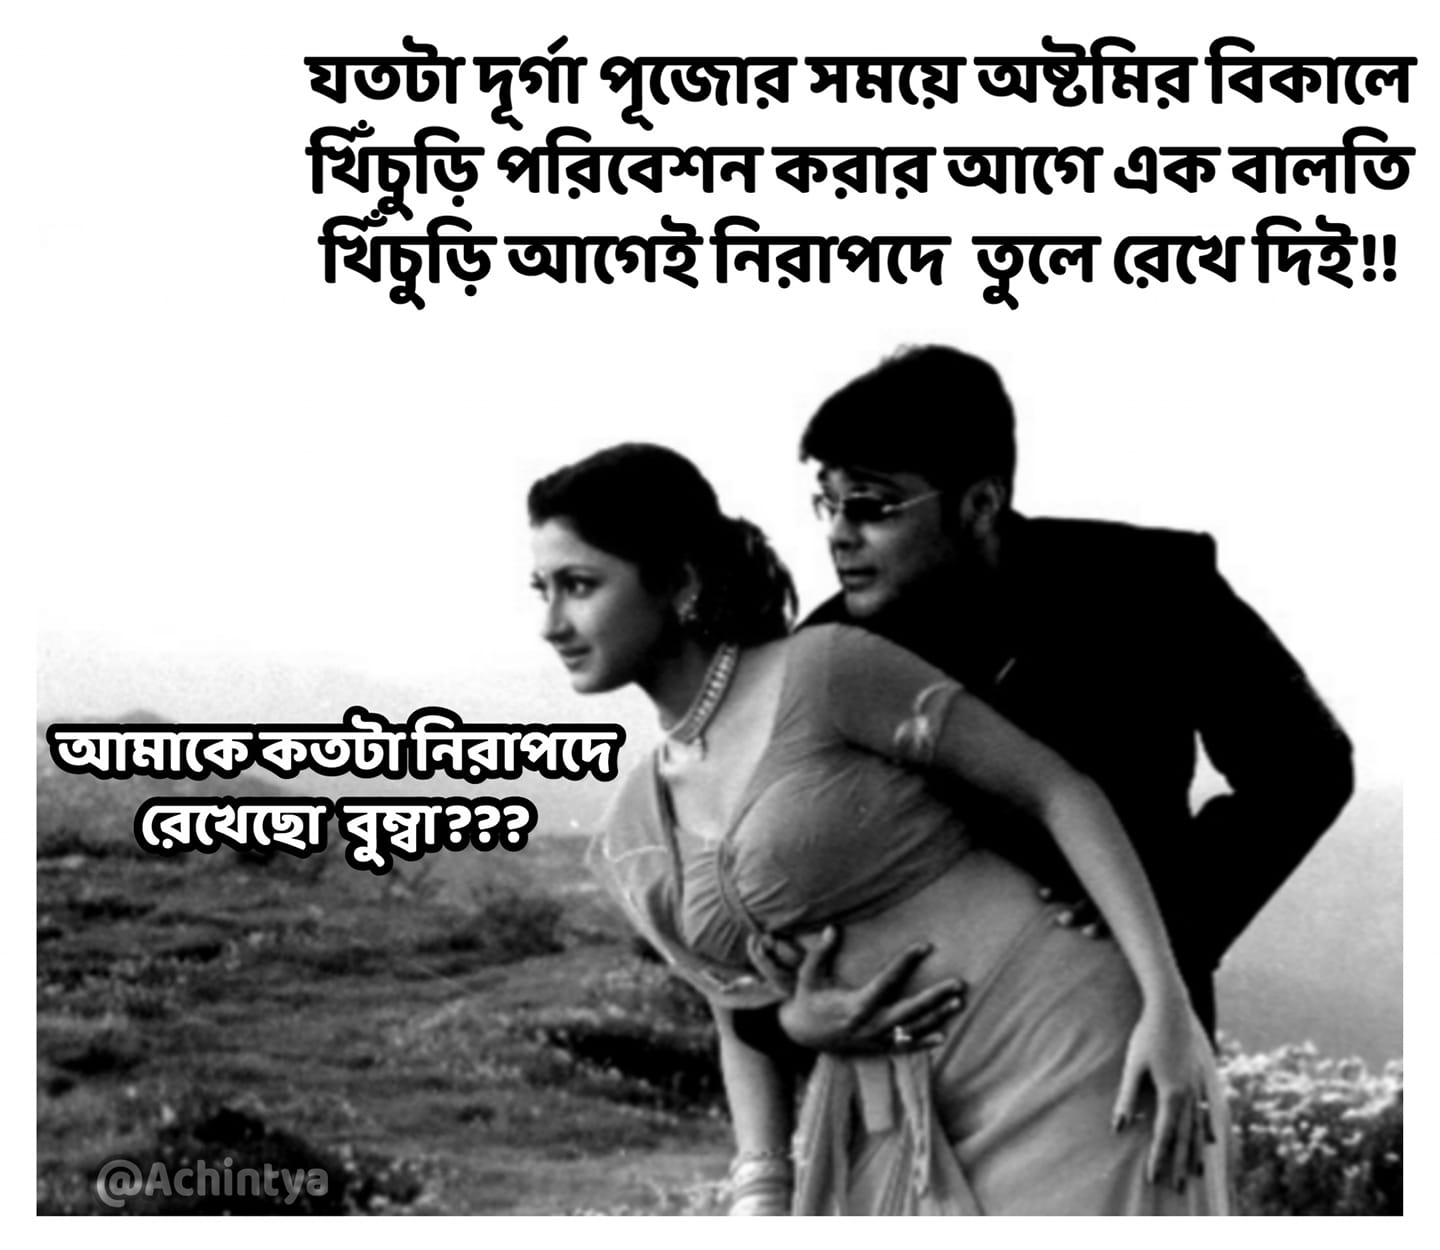 যতটা দূর্গা পূজোর সময়ে অষ্টমির বিকালে
খিঁচুড়ি পরিবেশন করার আগে এক বালতি
খিঁচুড়ি আগেই নিরাপদে তুলে রেখে দিই!!
আমাকে কতটা নিরাপদে
রেখেছো বুম্বা???
@Achintya